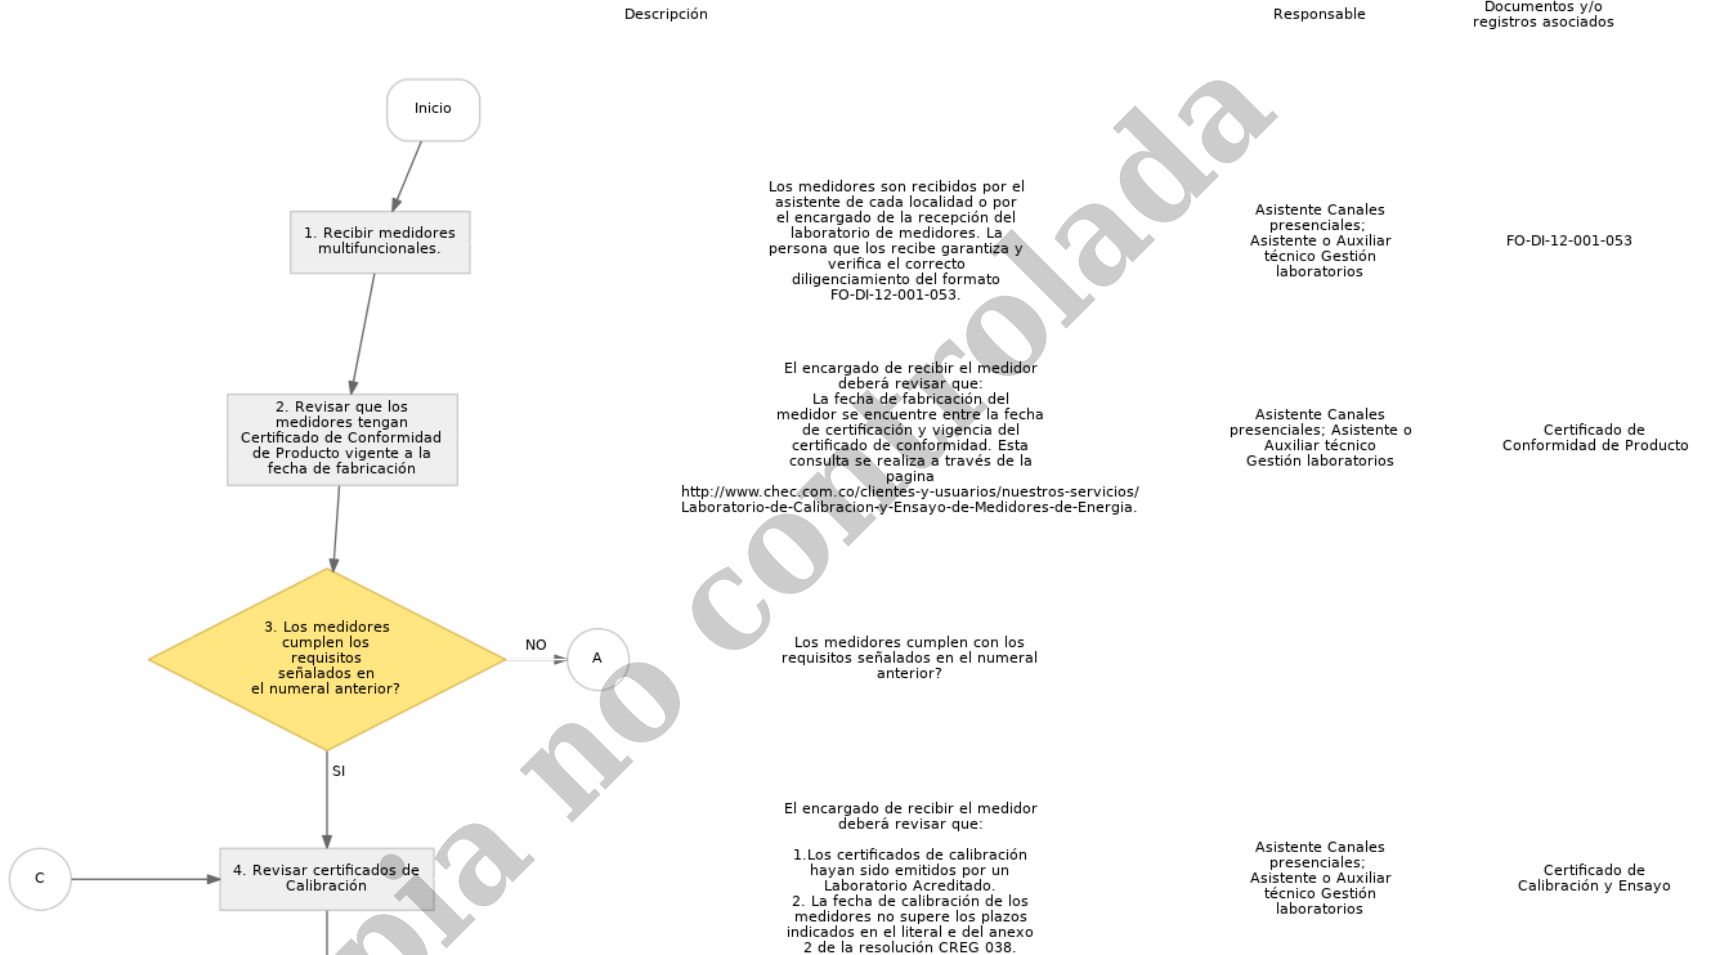 Descripción
Responsable
Documentos y/o
registros asociados
Inicio
1. Recibir medidores
multifuncionales.
Los medidores son recibidos por el
asistente de cada localidad o por
el encargado de la recepción del
laboratorio de medidores. La
persona que los recibe garantiza y
verifica el correcto
diligenciamiento del formato
FO-DI-12-001-053.
Asistente Canales
presenciales;
Asistente o Auxiliar
técnico Gestión
laboratorios
FO-DI-12-001-053
2. Revisar que los
medidores tengan
Certificado de Conformidad
de Producto vigente a la
fecha de fabricación
El encargado de recibir el medidor
deberá revisar que:
La fecha de fabricación del
medidor se encuentre entre la fecha
de certificación y vigencia del
certificado de conformidad. Esta
consulta se realiza a través de la
pagina
http://www.chec.com.co/clientes-y-usuarios/nuestros-servicios/
Laboratorio-de-Calibracion-y-Ensayo-de-Medidores-de-Energia.
Asistente Canales
presenciales; Asistente o
Auxiliar técnico
Gestión laboratorios
Certificado de
Conformidad de Producto
3. Los medidores
cumplen los
requisitos
señalados en
el numeral anterior?
NO
A
Los medidores cumplen con los
requisitos señalados en el numeral
anterior?
SI
C
4. Revisar certificados de
Calibración
El encargado de recibir el medidor
deberá revisar que:
1.Los certificados de calibración
hayan sido emitidos por un
Laboratorio Acreditado.
2. La fecha de calibración de los
medidores no supere los plazos
indicados en el literal e del anexo
2 de la resolución CREG 038.
Asistente Canales
presenciales;
Asistente o Auxiliar
técnico Gestión
laboratorios
Certificado de
Calibración y Ensayo
pia no controlada